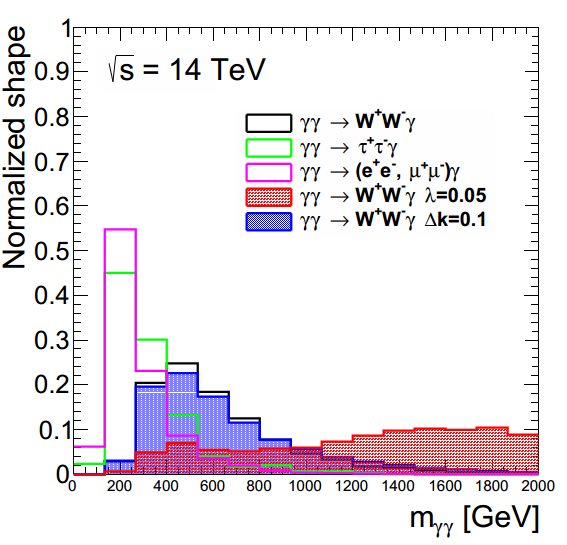 Normalized shape
1
0.9
0.8
0.7
0.6
0.5
0.4
0.3
0.2
0.1
0
√s = 14 TeV
γγ → W⁺W⁻γ
γγ → τ⁺τ⁻γ
γγ → (e⁺e⁻, μ⁺μ⁻)γ
γγ → W⁺W⁻γ λ=0.05
γγ → W⁺W⁻γ Δk=0.1
0 200 400 600 800 1000 1200 1400 1600 1800 2000
mγγ [GeV]